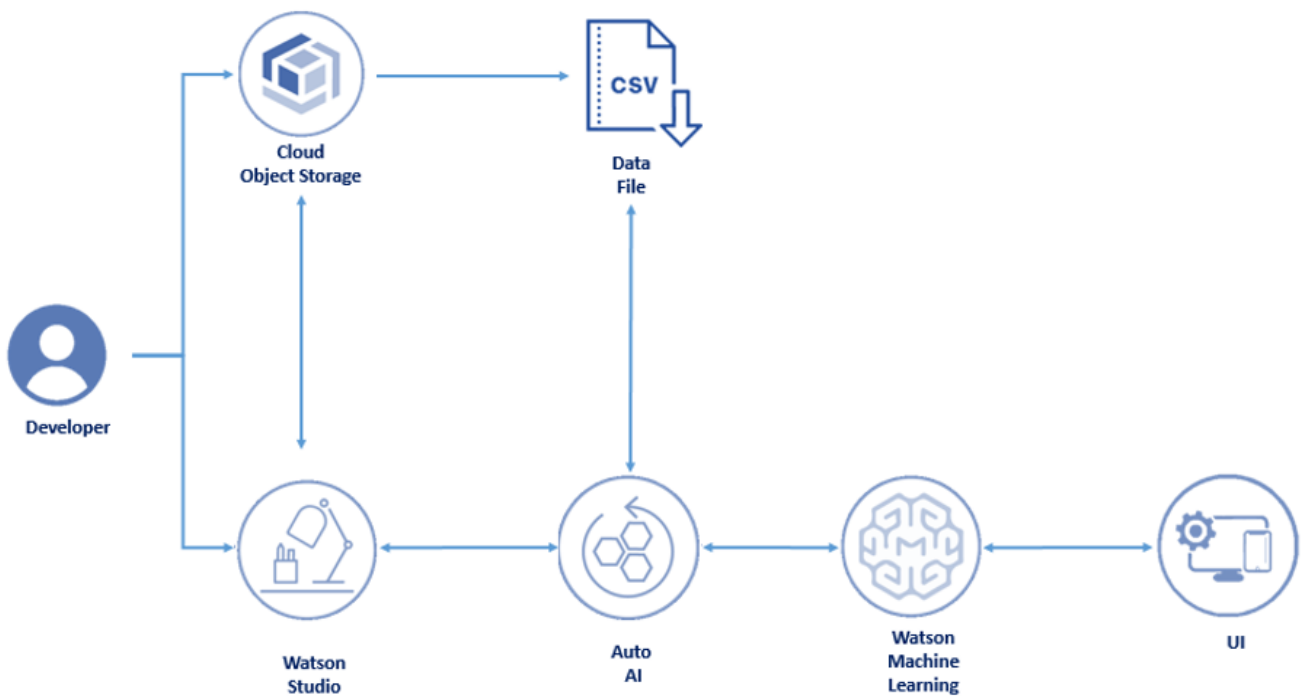 CSV
Cloud
Object Storage
Data
File
Developer
Watson
Studio
Auto
AI
Watson
Machine
Learning
UI